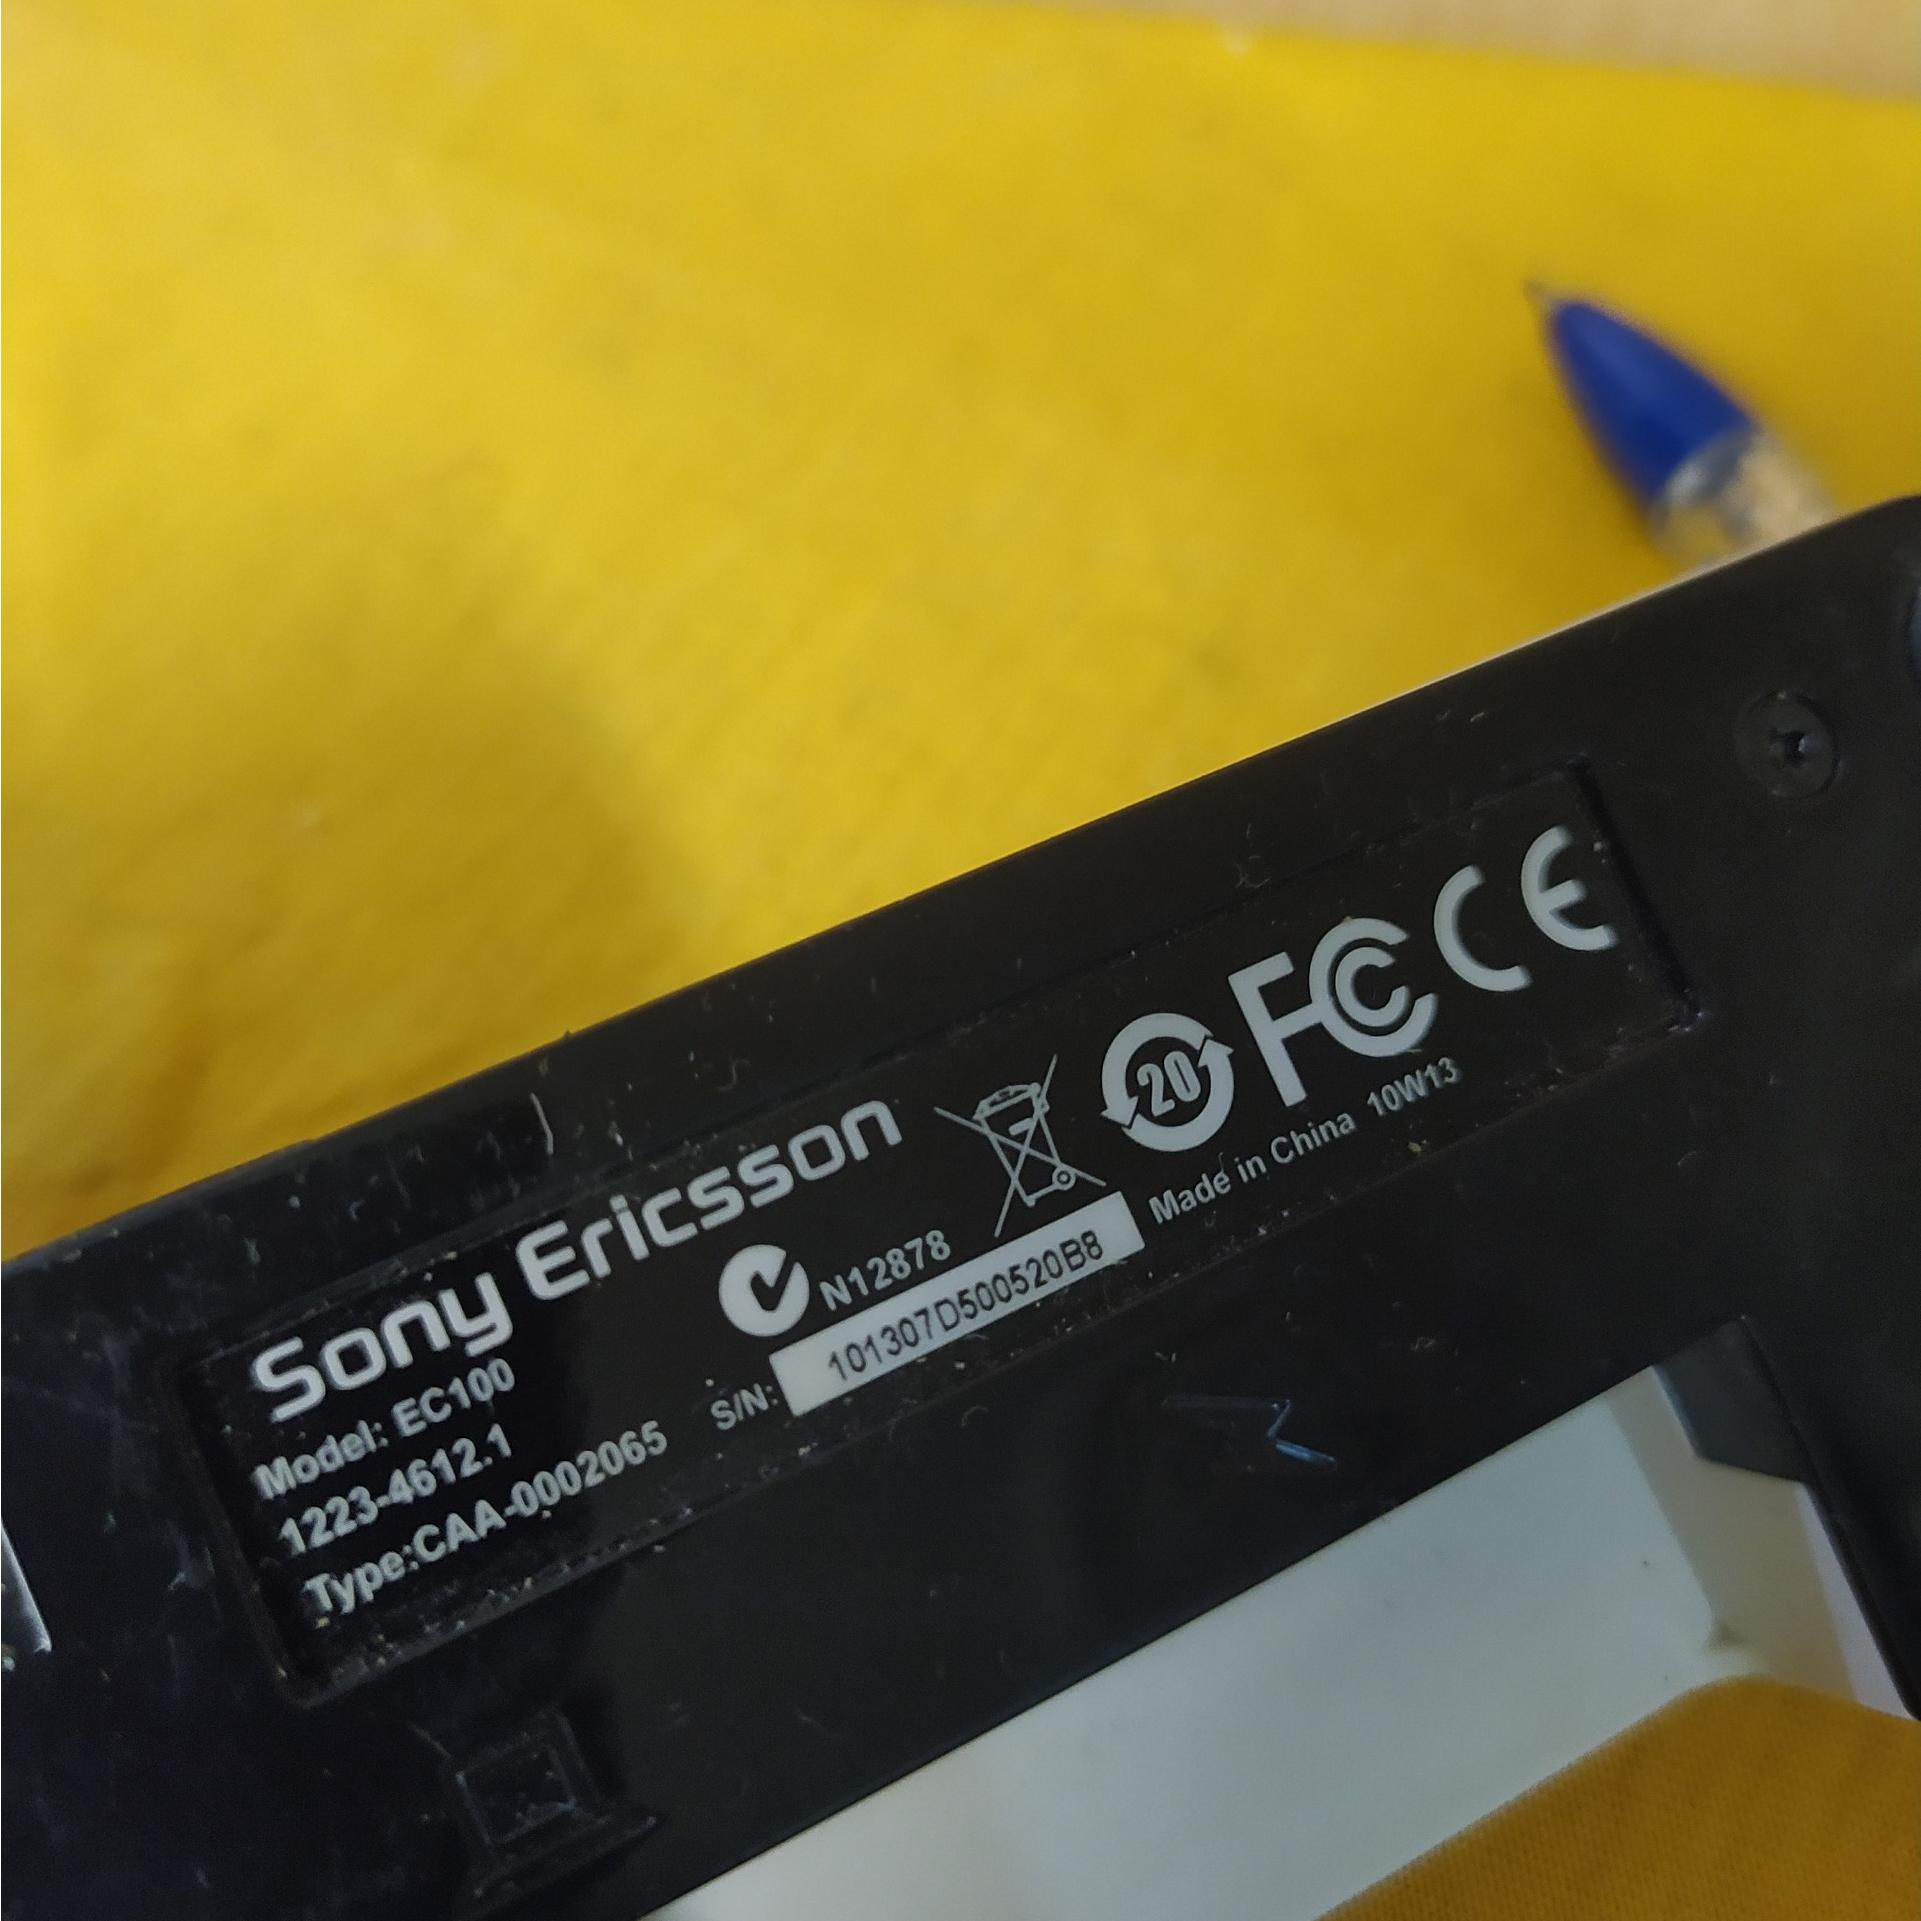 Sony Ericsson
Model: EC100
1223-4612.1
Type:CAA-0002065
N12878
S/N: 101307D500520B8
20
FC CE
Made in China 10W13